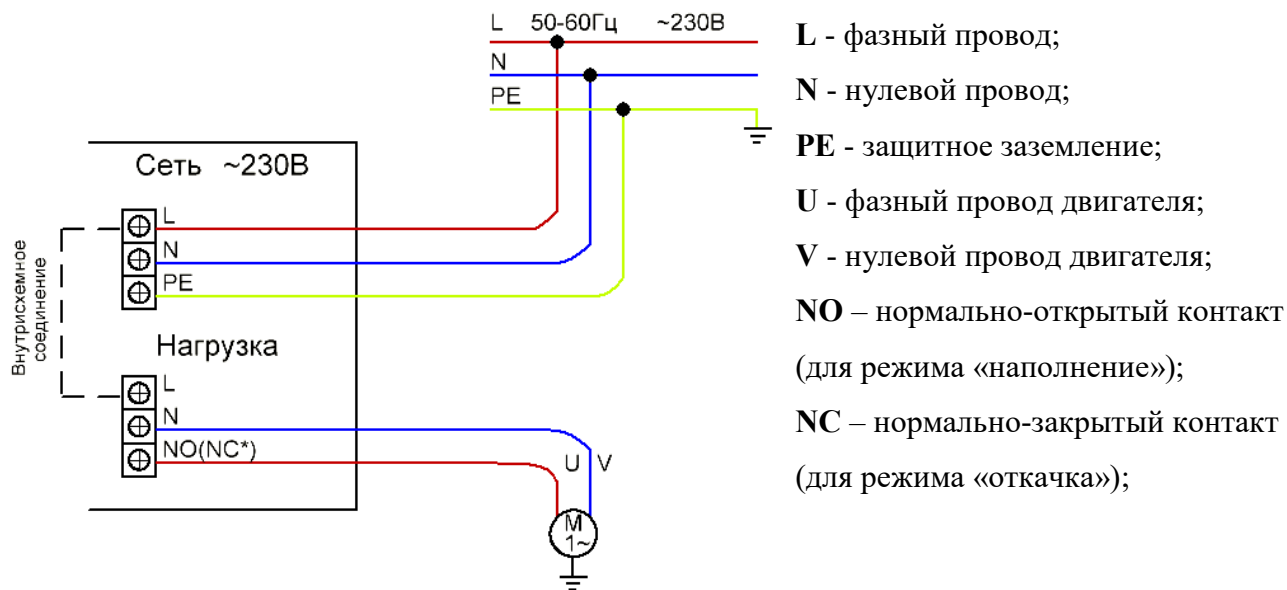 L 50-60Гц ~230В
N
PE
Сеть ~230В
L
N
PE
Внутрисхемное
соединение
Нагрузка
L
N
NO(NC*)
U V
M
1~
L - фазный провод;
N - нулевой провод;
PE - защитное заземление;
U - фазный провод двигателя;
V - нулевой провод двигателя;
NO – нормально-открытый контакт
(для режима «наполнение»);
NC – нормально-закрытый контакт
(для режима «откачка»);